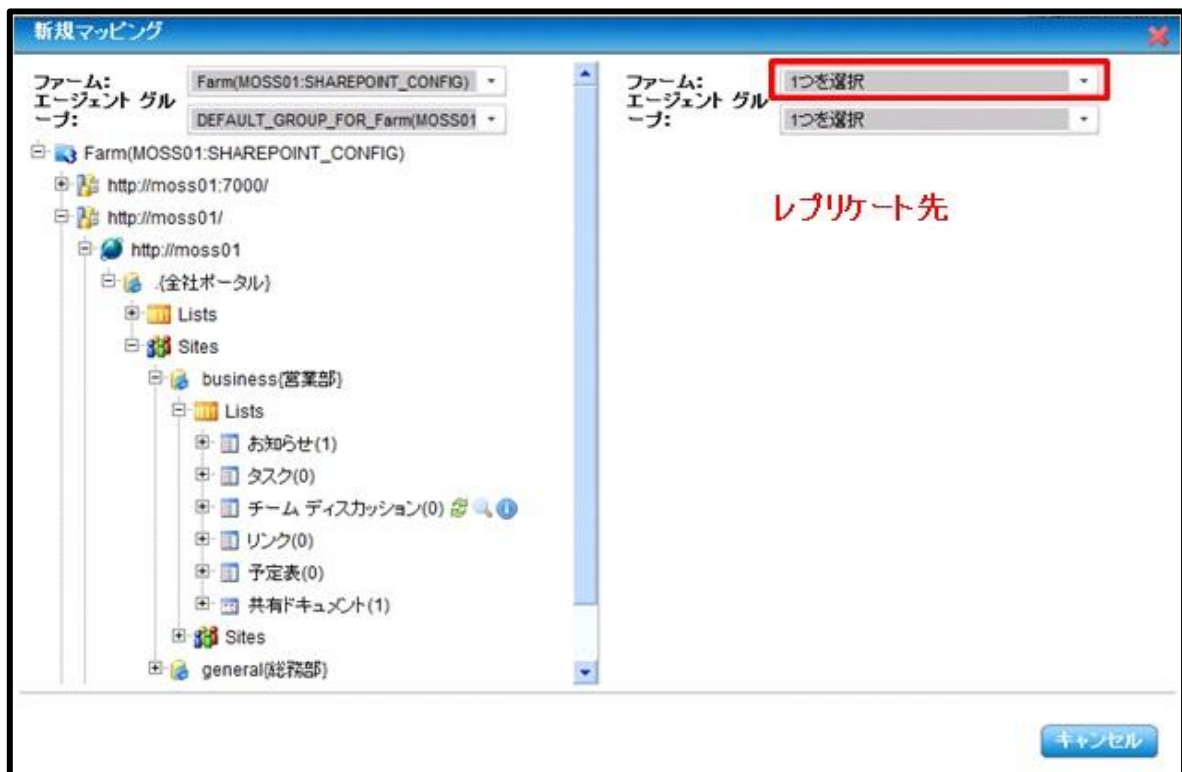 新規マッピング
ファーム:
Farm(MOSS01:SHAREPOINT_CONFIG)
エージェント グル
ープ:
DEFAULT_GROUP_FOR_Farm(MOSS01
Farm(MOSS01:SHAREPOINT_CONFIG)
http://moss01:7000/
http://moss01/
http://moss01
.{全社ポータル}
Lists
Sites
business{営業部}
Lists
お知らせ(1)
タスク(0)
チーム ディスカッション(0)
リンク(0)
予定表(0)
共有ドキュメント(1)
Sites
general{総務部}
ファーム:
1つを選択
エージェント グル
ープ:
1つを選択
レプリケート先
キャンセル